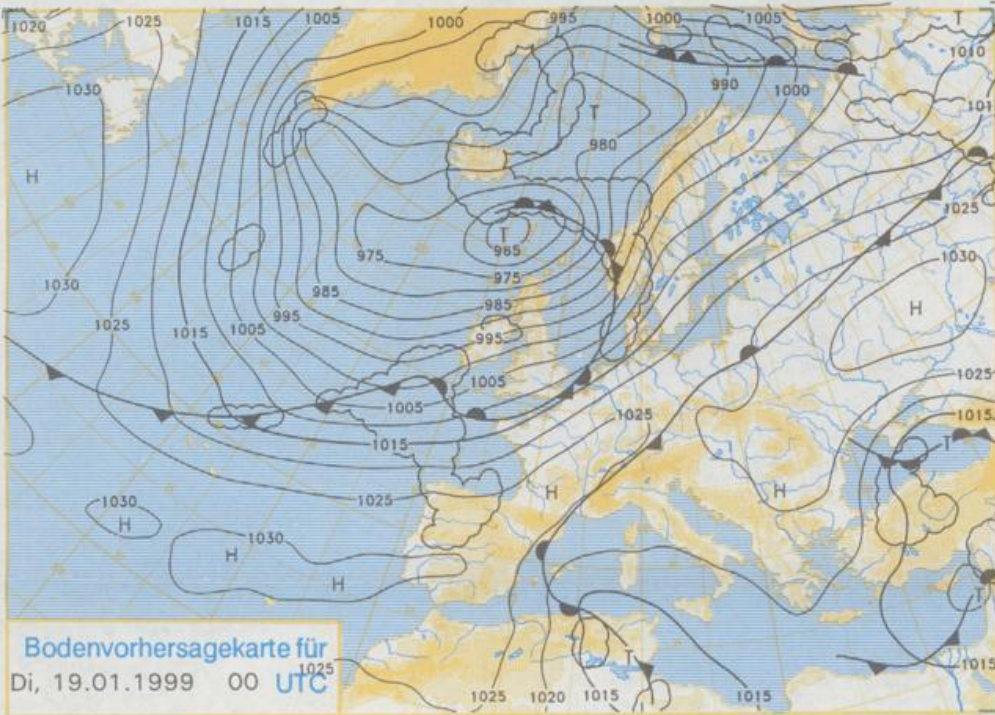 1020 1025 1015 1005 1000 995 1000 1005 T
1010
1030 990 1000 101
T
H 980
1025
T
965
975 975 1030
1030 985 985 H
995
1025 1015 1005 995
1005 1025
1005 1025 1015
1015 T
H H
1025
1030 H 1030
H
H T
T
Bodenvorhersagekarte für
Di, 19.01.1999 00 UTC
1025 1025 1020 1015 1015 1015